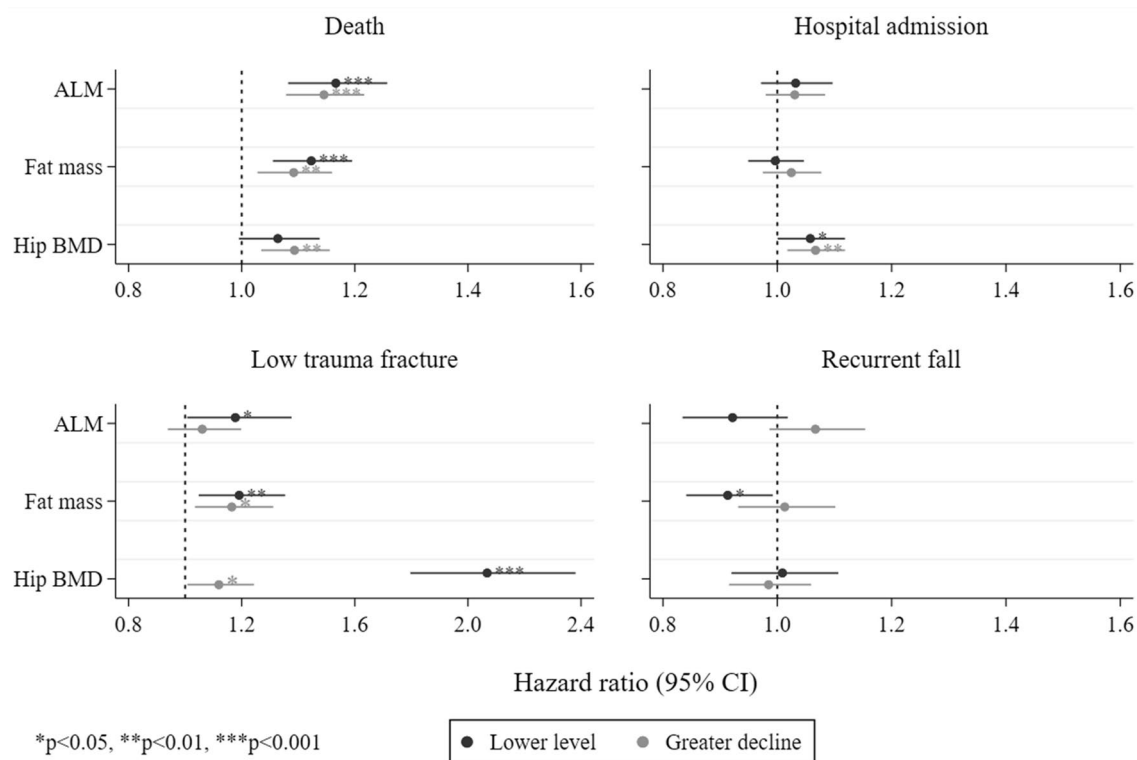 Death
Hospital admission
ALM
***
***
Fat mass
***
**
Hip BMD
**
*
**
0.8 1.0 1.2 1.4 1.6
0.8 1.0 1.2 1.4 1.6
Low trauma fracture
Recurrent fall
ALM
*
Fat mass
**
*
*
Hip BMD
***
*
0.8 1.2 1.6 2.0 2.4
0.8 1.0 1.2 1.4 1.6
Hazard ratio (95% CI)
*p<0.05, **p<0.01, ***p<0.001
Lower level Greater decline